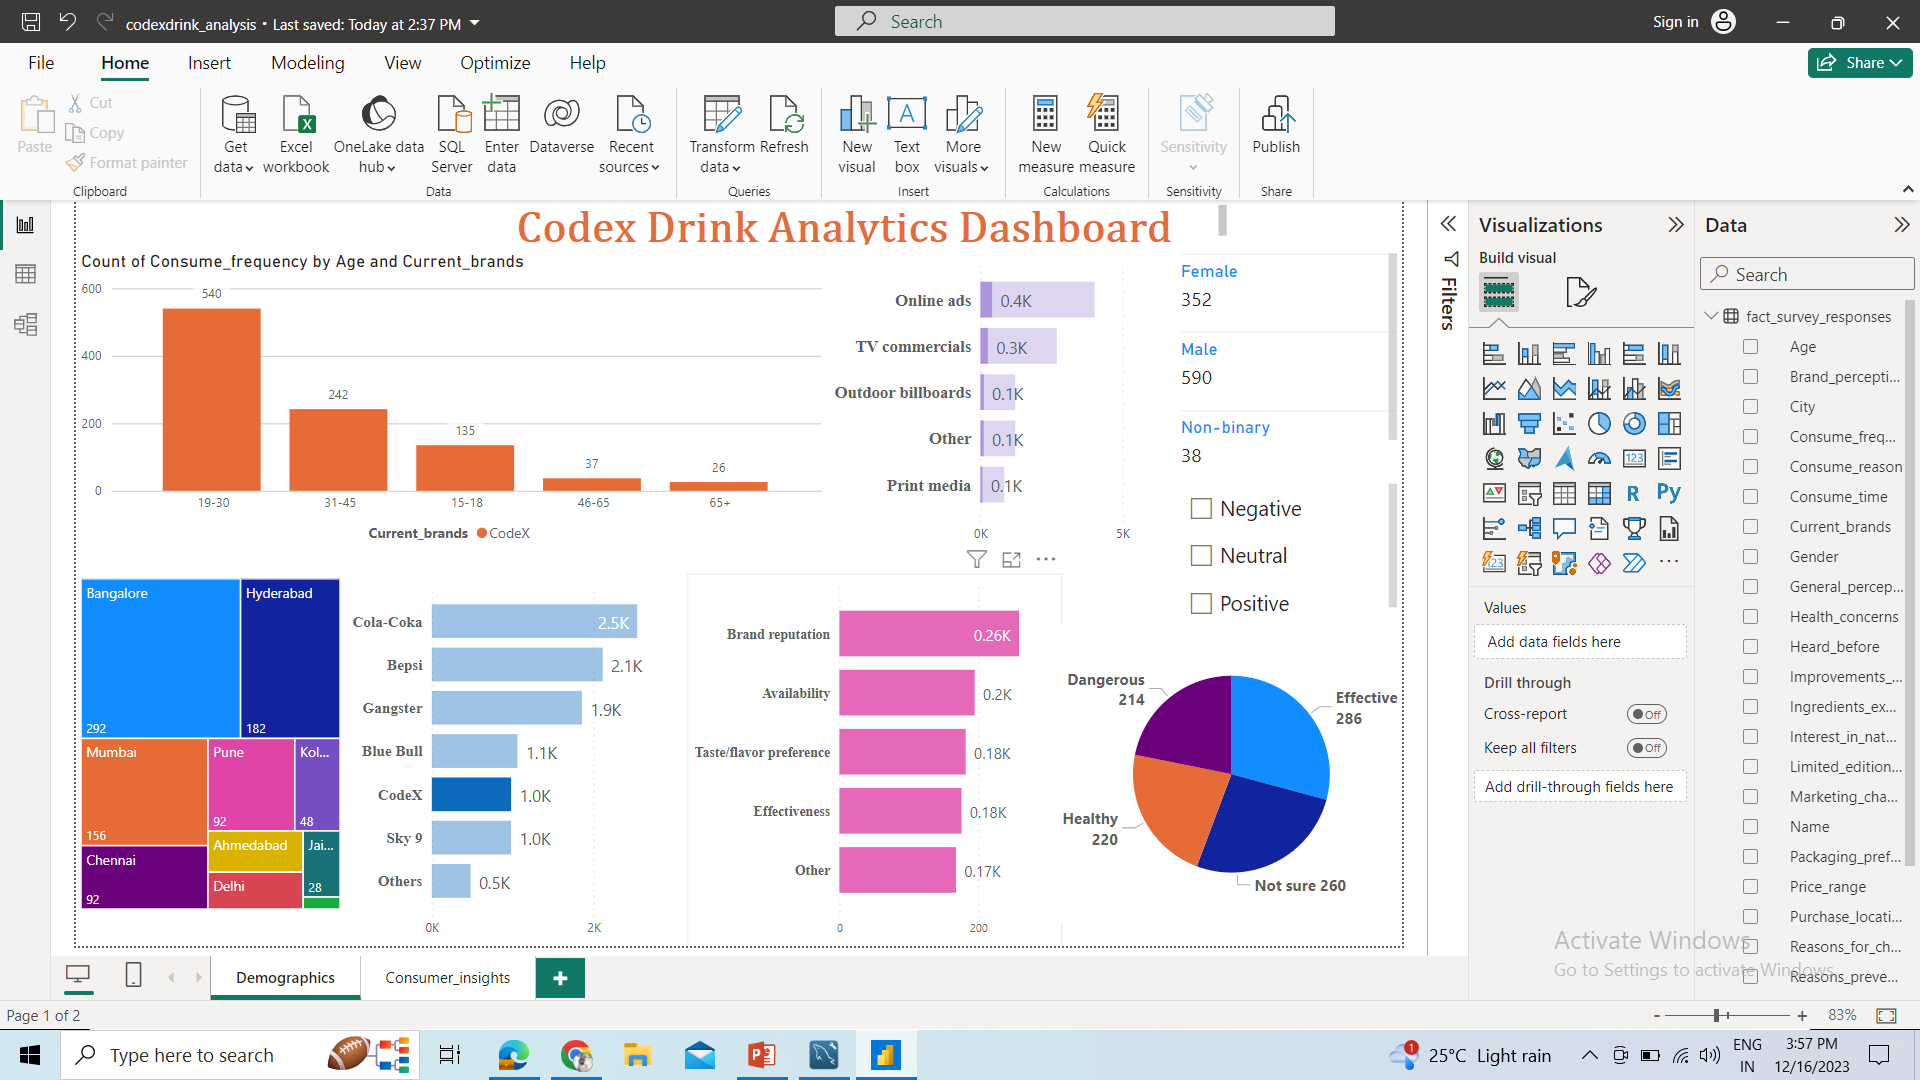 codexdrink_analysis • Last saved: Today at 2:37 PM
Search
Sign in
File Home Insert Modeling View Optimize Help
Share
Paste
Cut
Copy
Format painter
Clipboard
Get data
Excel workbook
OneLake data hub
SQL Server
Enter data
Dataverse
Recent sources
Data
Transform data
Refresh
Queries
New visual
Text box
More visuals
Insert
New measure
Quick measure
Calculations
Sensitivity
Sensitivity
Publish
Share
Codex Drink Analytics Dashboard
Count of Consume_frequency by Age and Current_brands
600
400
200
0
540
242
135
37
26
19-30
31-45
15-18
46-65
65+
Current_brands CodeX
Online ads 0.4K
TV commercials 0.3K
Outdoor billboards 0.1K
Other 0.1K
Print media 0.1K
0K 5K
Female
352
Male
590
Non-binary
38
Negative
Neutral
Positive
Bangalore
292
Hyderabad
182
Mumbai
156
Pune
92
Kol...
48
Chennai
92
Ahmedabad
Delhi
Jai...
28
Cola-Coka 2.5K
Bepsi 2.1K
Gangster 1.9K
Blue Bull 1.1K
CodeX 1.0K
Sky 9 1.0K
Others 0.5K
0K 2K
Brand reputation 0.26K
Availability 0.2K
Taste/flavor preference 0.18K
Effectiveness 0.18K
Other 0.17K
0 200
Dangerous
214
Effective
286
Healthy
220
Not sure 260
Filters
Visualizations
Build visual
123
R
Py
123
Values
Add data fields here
Drill through
Cross-report Off
Keep all filters Off
Add drill-through fields here
Data
Search
fact_survey_responses
Age
Brand_percepti...
City
Consume_freq...
Consume_reason
Consume_time
Current_brands
Gender
General_percep...
Health_concerns
Heard_before
Improvements_...
Ingredients_ex...
Interest_in_nat...
Limited_edition...
Marketing_cha...
Name
Packaging_pref...
Price_range
Purchase_locati...
Reasons_for_ch...
Reasons_preve...
Activate Windows
Go to Settings to activate Windows.
Demographics
Consumer_insights
+
Page 1 of 2
- + 83%
Type here to search
1
25°C Light rain
ENG
IN
3:57 PM
12/16/2023